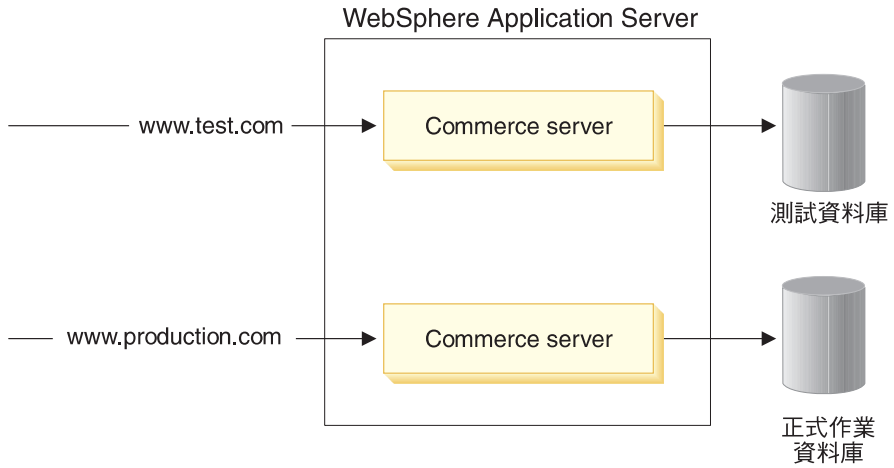 WebSphere Application Server
www.test.com
Commerce server
測試資料庫
www.production.com
Commerce server
正式作業
資料庫